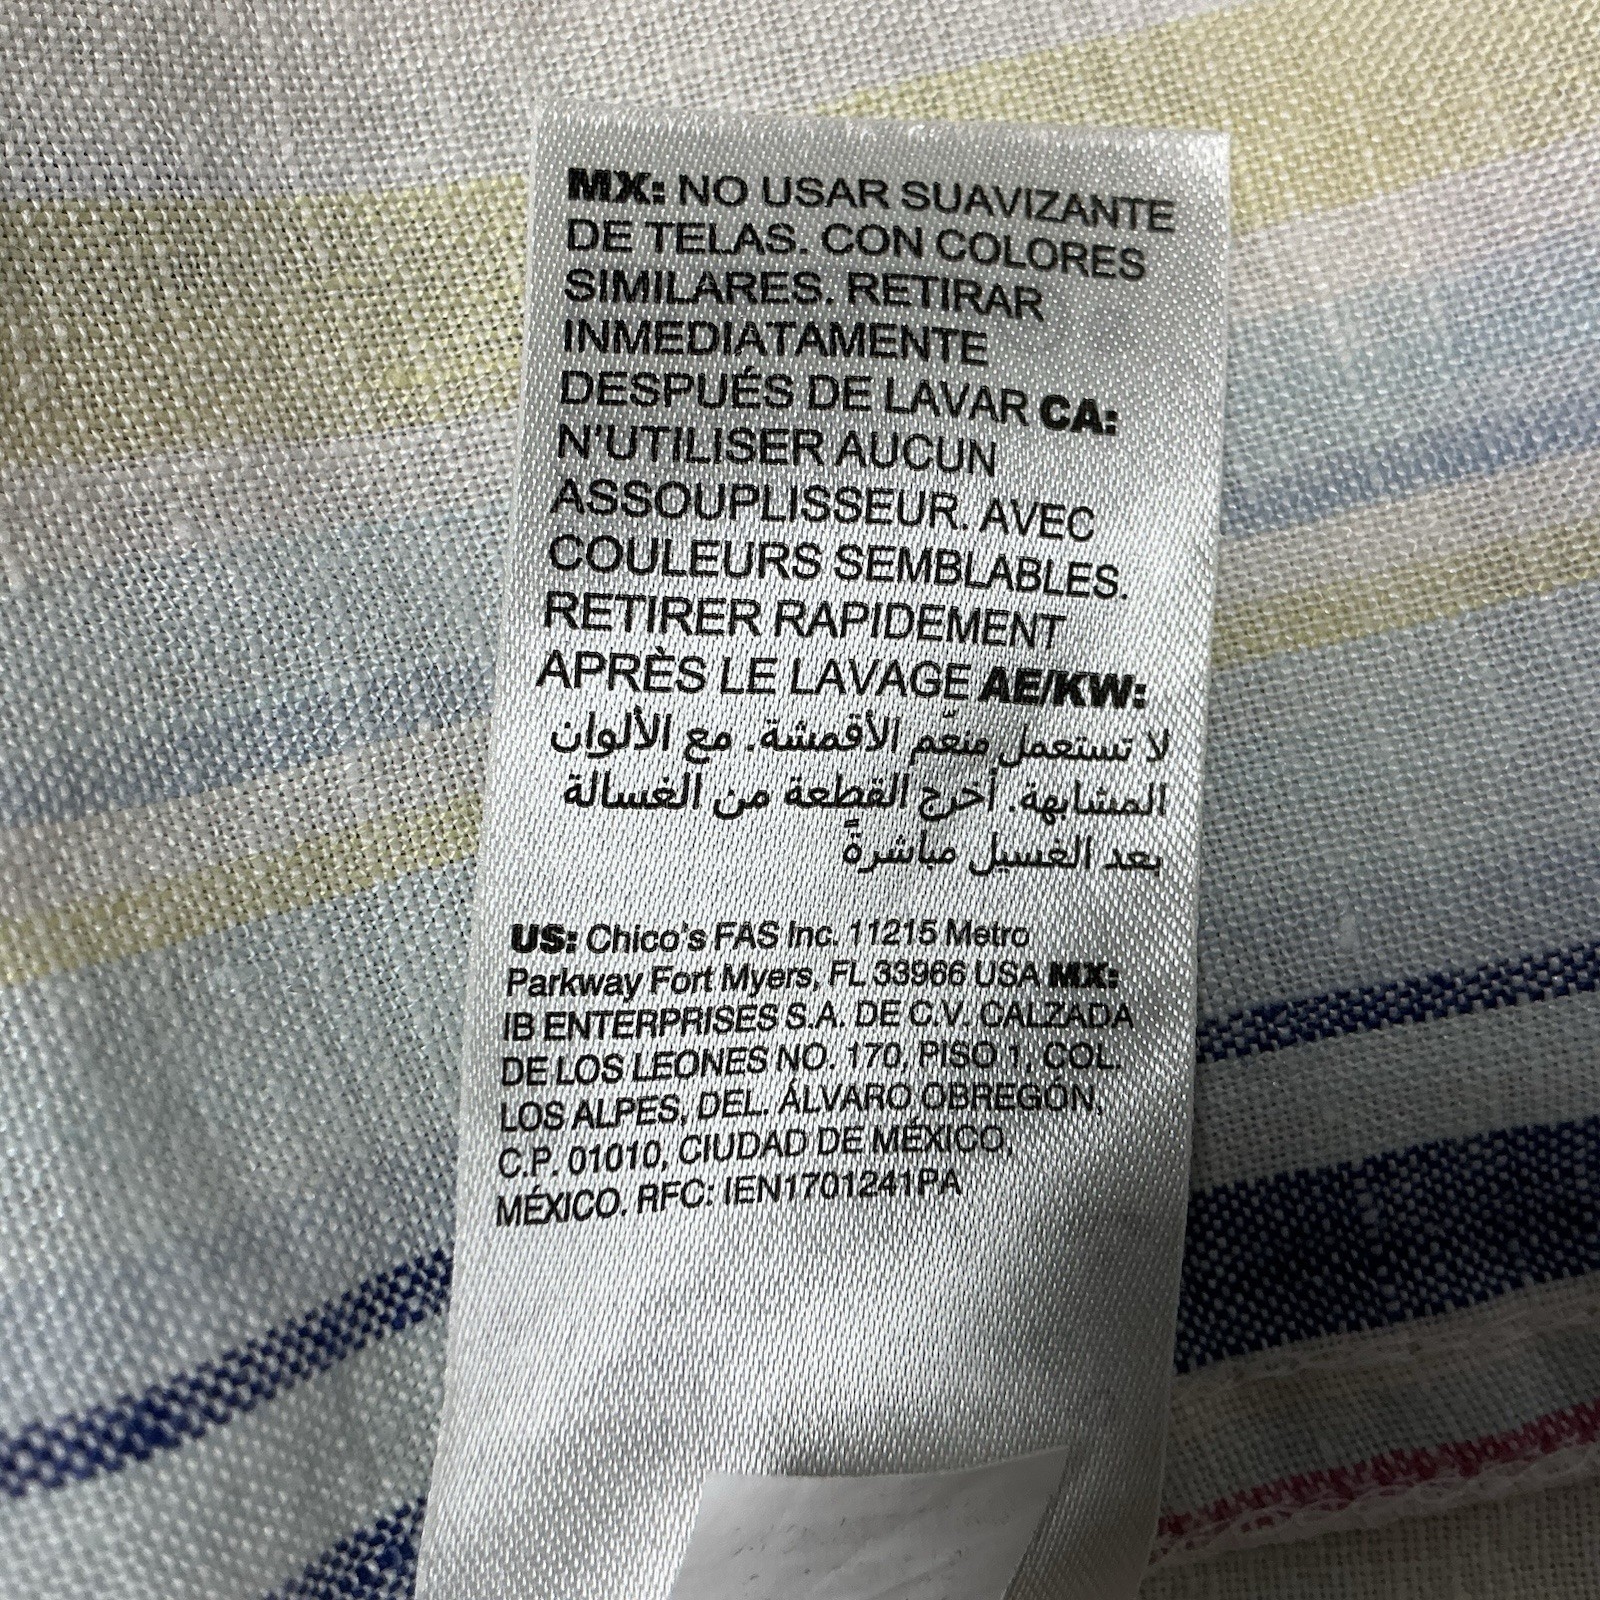 MX: NO USAR SUAVIZANTE
DE TELAS. CON COLORES
SIMILARES. RETIRAR
INMEDIATAMENTE
DESPUÉS DE LAVAR CA:
N'UTILISER AUCUN
ASSOUPLISSEUR. AVEC
COULEURS SEMBLABLES.
RETIRER RAPIDEMENT
APRÈS LE LAVAGE AE/KW:
لا تستعمل منعّم الأقمشة. مع الألوان
المشابهة. أخرج القطعة من الغسالة
بعد الغسيل مباشرةً
US: Chico's FAS Inc. 11215 Metro
Parkway Fort Myers, FL 33966 USA MX:
IB ENTERPRISES S.A. DE C.V. CALZADA
DE LOS LEONES NO. 170, PISO 1, COL.
LOS ALPES, DEL. ÁLVARO OBREGÓN,
C.P. 01010, CIUDAD DE MÉXICO,
MÉXICO. RFC: IEN1701241PA